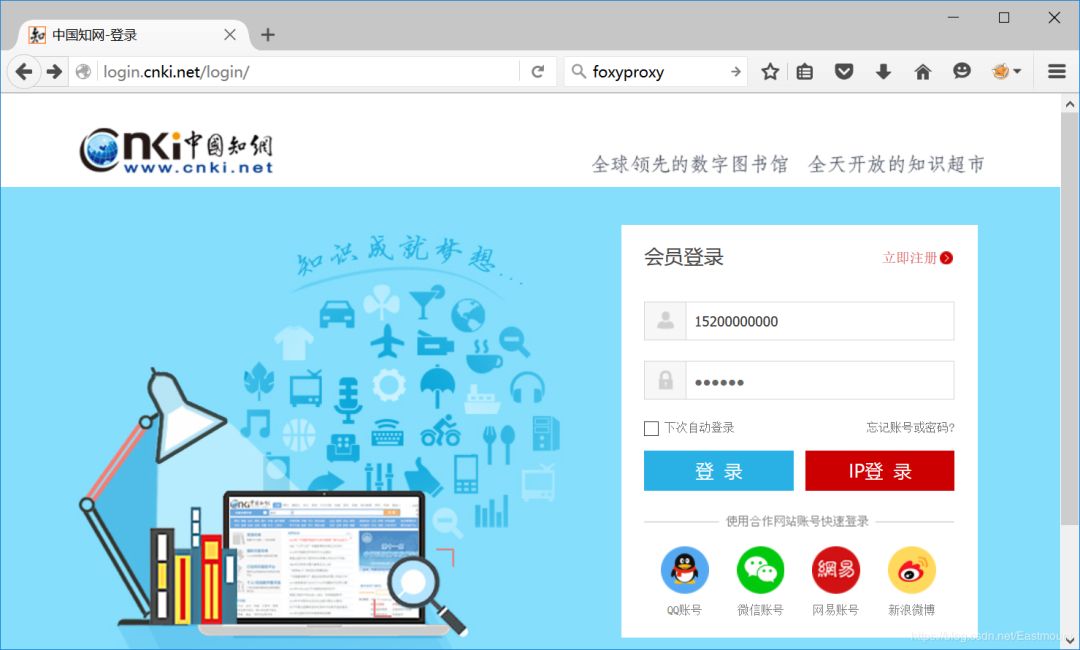 中国知网-登录
login.cnki.net/login/
foxyproxy
cnki中國知網
www.cnki.net
全球领先的数字图书馆 全天开放的知识超市
知识成就梦想...
会员登录
立即注册
15200000000
••••••
下次自动登录
忘记账号或密码?
登 录
IP登 录
使用合作网站账号快速登录
網易
QQ账号
微信账号
网易账号
新浪微博
https://blog.csdn.net/Eastmount